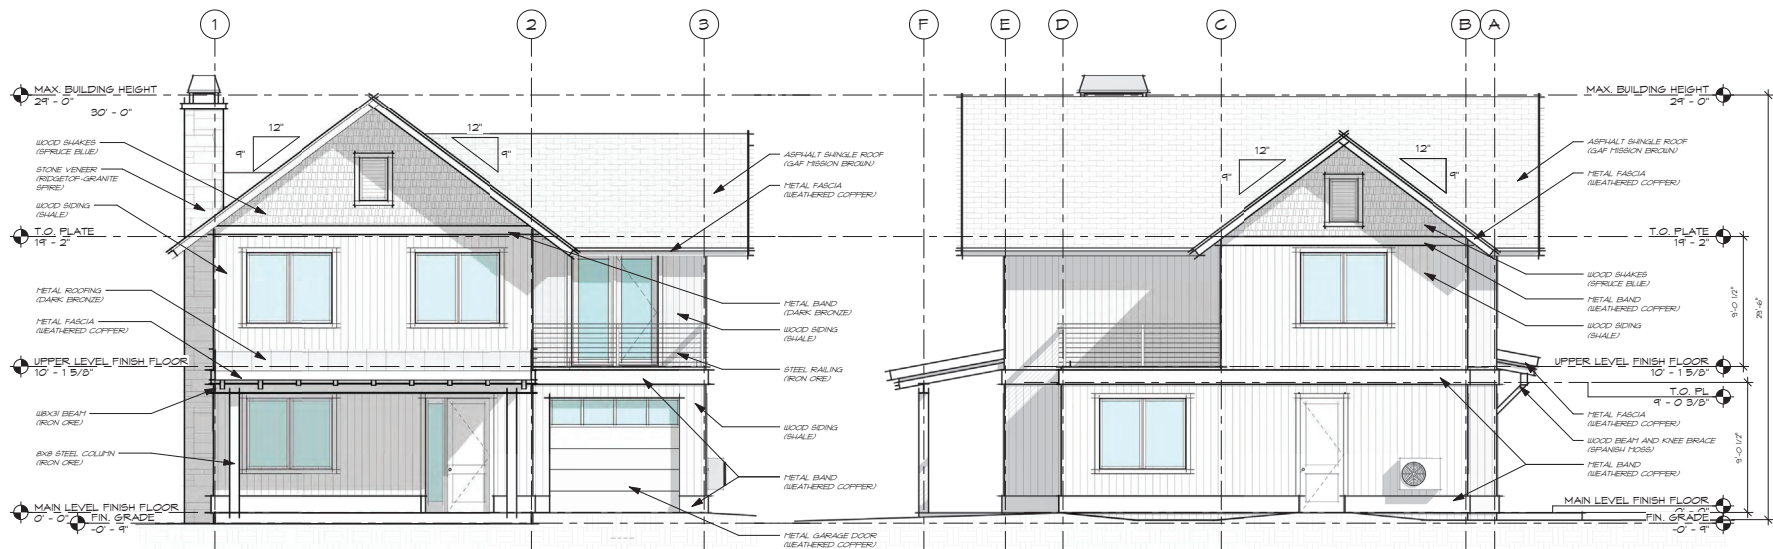 1
2
3
F
E
D
C
B
A
MAX. BUILDING HEIGHT
29' - 0"
30' - 0"
12"
9"
12"
9"
WOOD SHAKES
(SPRUCE BLUE)
STONE VENEER
(RIDGETOP-GRANITE
SPIRE)
WOOD SIDING
(SHALE)
T.O. PLATE
19' - 2"
METAL ROOFING
(DARK BRONZE)
METAL FASCIA
(WEATHERED COPPER)
UPPER LEVEL FINISH FLOOR
10' - 1 5/8"
W8X31 BEAM
(IRON ORE)
8X8 STEEL COLUMN
(IRON ORE)
MAIN LEVEL FINISH FLOOR
0' - 0"
FIN. GRADE
-0' - 9"
ASPHALT SHINGLE ROOF
(GAF MISSION BROWN)
METAL FASCIA
(WEATHERED COPPER)
METAL BAND
(DARK BRONZE)
WOOD SIDING
(SHALE)
STEEL RAILING
(IRON ORE)
WOOD SIDING
(SHALE)
METAL BAND
(WEATHERED COPPER)
METAL GARAGE DOOR
(WEATHERED COPPER)
12"
9"
12"
9"
MAX. BUILDING HEIGHT
29' - 0"
ASPHALT SHINGLE ROOF
(GAF MISSION BROWN)
METAL FASCIA
(WEATHERED COPPER)
T.O. PLATE
19' - 2"
WOOD SHAKES
(SPRUCE BLUE)
METAL BAND
(WEATHERED COPPER)
WOOD SIDING
(SHALE)
9'-0 1/2"
UPPER LEVEL FINISH FLOOR
10' - 1 5/8"
T.O. PL
9' - 0 3/8"
METAL FASCIA
(WEATHERED COPPER)
WOOD BEAM AND KNEE BRACE
(SPANISH MOSS)
METAL BAND
(WEATHERED COPPER)
9'-0 1/2"
MAIN LEVEL FINISH FLOOR
0' - 0"
FIN. GRADE
-0' - 9"